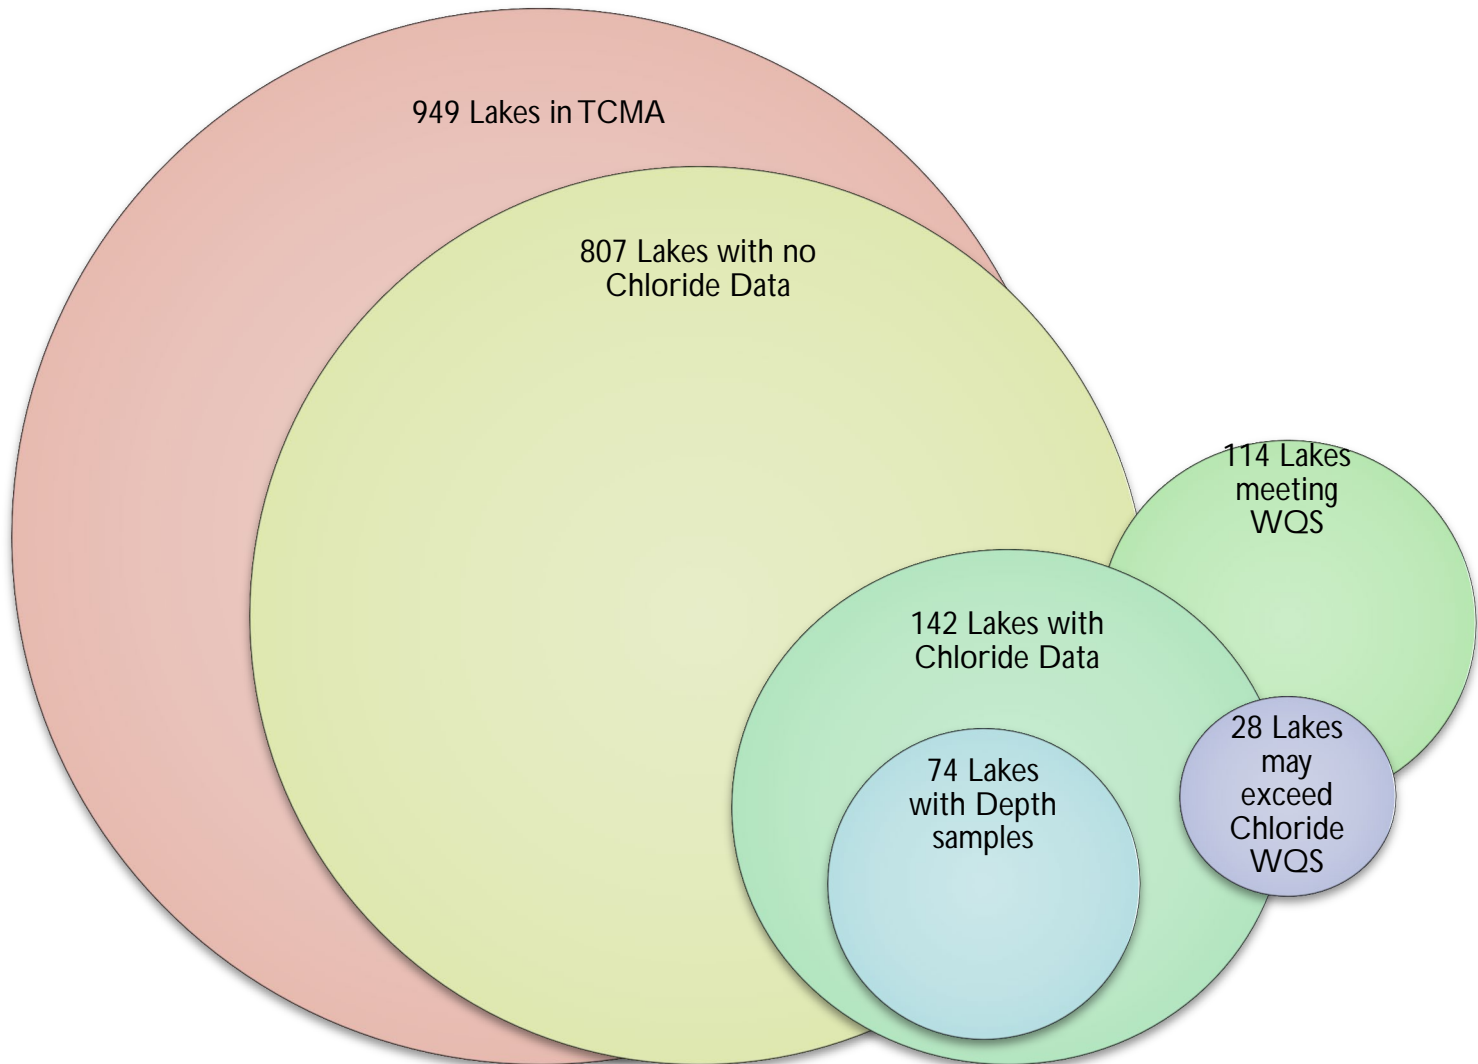 949 Lakes in TCMA
807 Lakes with no
Chloride Data
114 Lakes
meeting
WQS
142 Lakes with
Chloride Data
74 Lakes
with Depth
samples
28 Lakes
may
exceed
Chloride
WQS